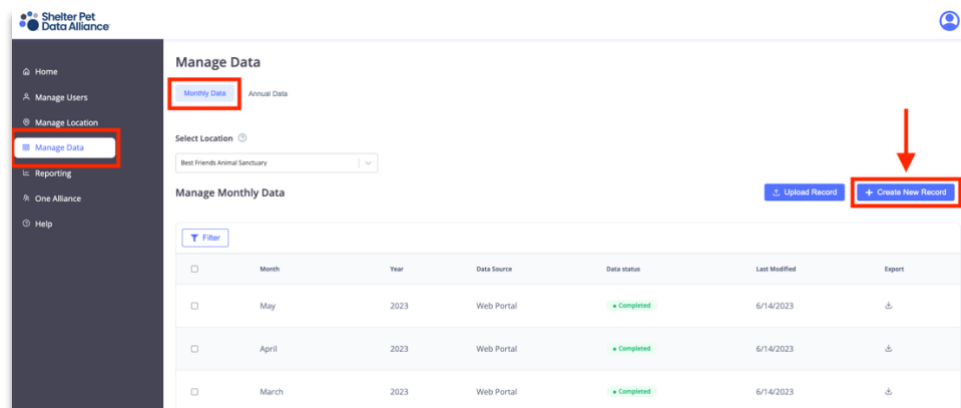 Shelter Pet
Data Alliance
Home
Manage Users
Manage Location
Manage Data
Reporting
One Alliance
Help
Manage Data
Monthly Data Annual Data
Select Location
Best Friends Animal Sanctuary
Manage Monthly Data
Upload Record + Create New Record
Filter
Month Year Data Source Data status Last Modified Export
May 2023 Web Portal Completed 6/14/2023
April 2023 Web Portal Completed 6/14/2023
March 2023 Web Portal Completed 6/14/2023